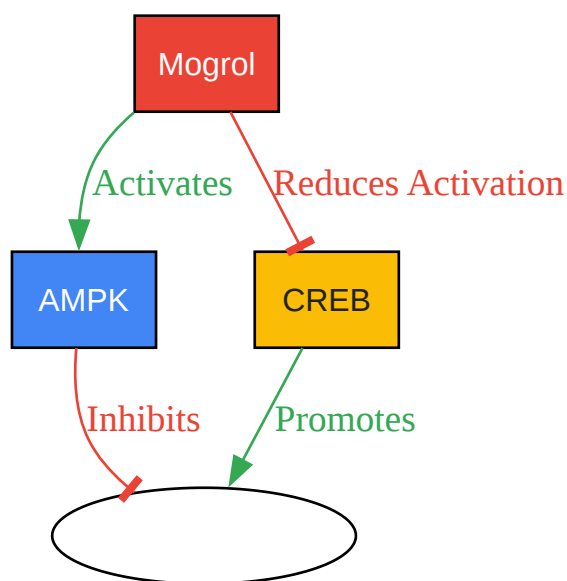 Mogrol
Activates
Reduces Activation
AMPK
CREB
Inhibits
Promotes